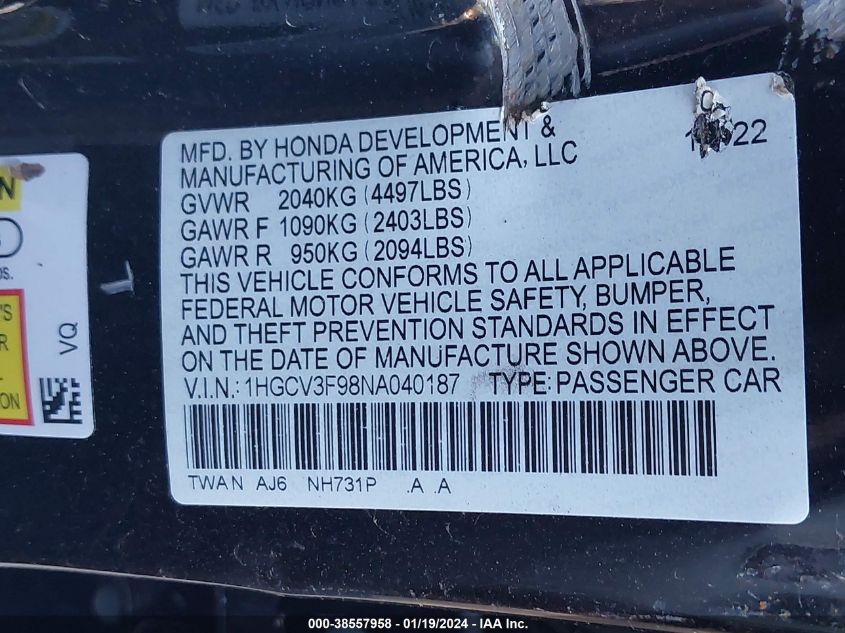 MFD. BY HONDA DEVELOPMENT &
MANUFACTURING OF AMERICA, LLC
GVWR 2040KG (4497LBS)
GAWR F 1090KG (2403LBS)
GAWR R 950KG (2094LBS)
THIS VEHICLE CONFORMS TO ALL APPLICABLE
FEDERAL MOTOR VEHICLE SAFETY, BUMPER,
AND THEFT PREVENTION STANDARDS IN EFFECT
ON THE DATE OF MANUFACTURE SHOWN ABOVE.
V.I.N.: 1HGCV3F98NA040187 TYPE: PASSENGER CAR
TWAN AJ6 NH731P .A .A
VQ
000-38557958 - 01/19/2024 - IAA Inc.